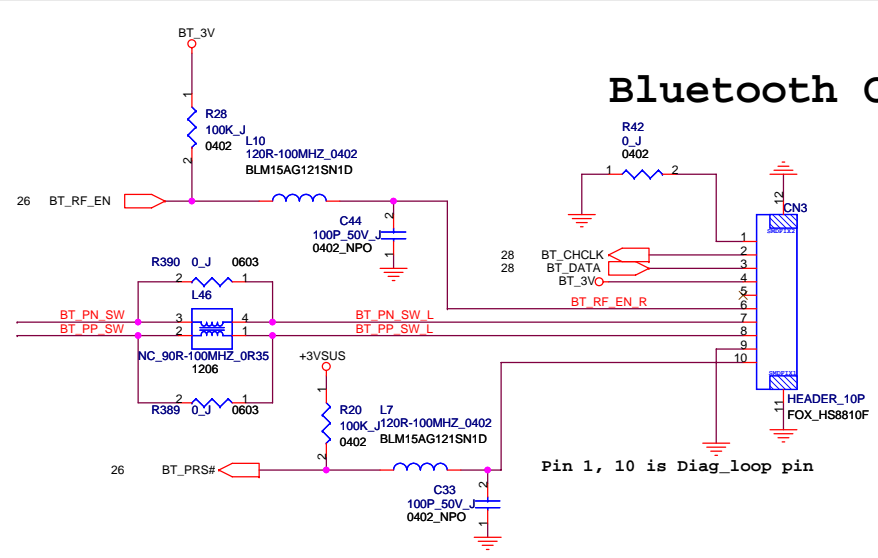 BT_3V
Bluetooth C
1
R28
100K_J
0402
2
L10
120R-100MHZ_0402
BLM15AG121SN1D
R42
0_J
0402
1
2
26
BT_RF_EN
12
CN3
SMDFIX2
C44
100P_50V_J
0402_NPO
2
1
28
BT_CHCLK
28
BT_DATA
BT_3V
BT_RF_EN_R
1
2
3
4
5
6
7
8
9
10
R390
0_J
0603
2
1
L46
BT_PN_SW
3
4
BT_PN_SW_L
BT_PP_SW
2
1
BT_PP_SW_L
NC_90R-100MHZ_0R35
1206
2
1
R389
0_J
0603
+3VSUS
1
R20
100K_J
0402
2
L7
120R-100MHZ_0402
BLM15AG121SN1D
SMDFIX1
11
HEADER_10P
FOX_HS8810F
26
BT_PRS#
Pin 1, 10 is Diag_loop pin
C33
100P_50V_J
0402_NPO
2
1